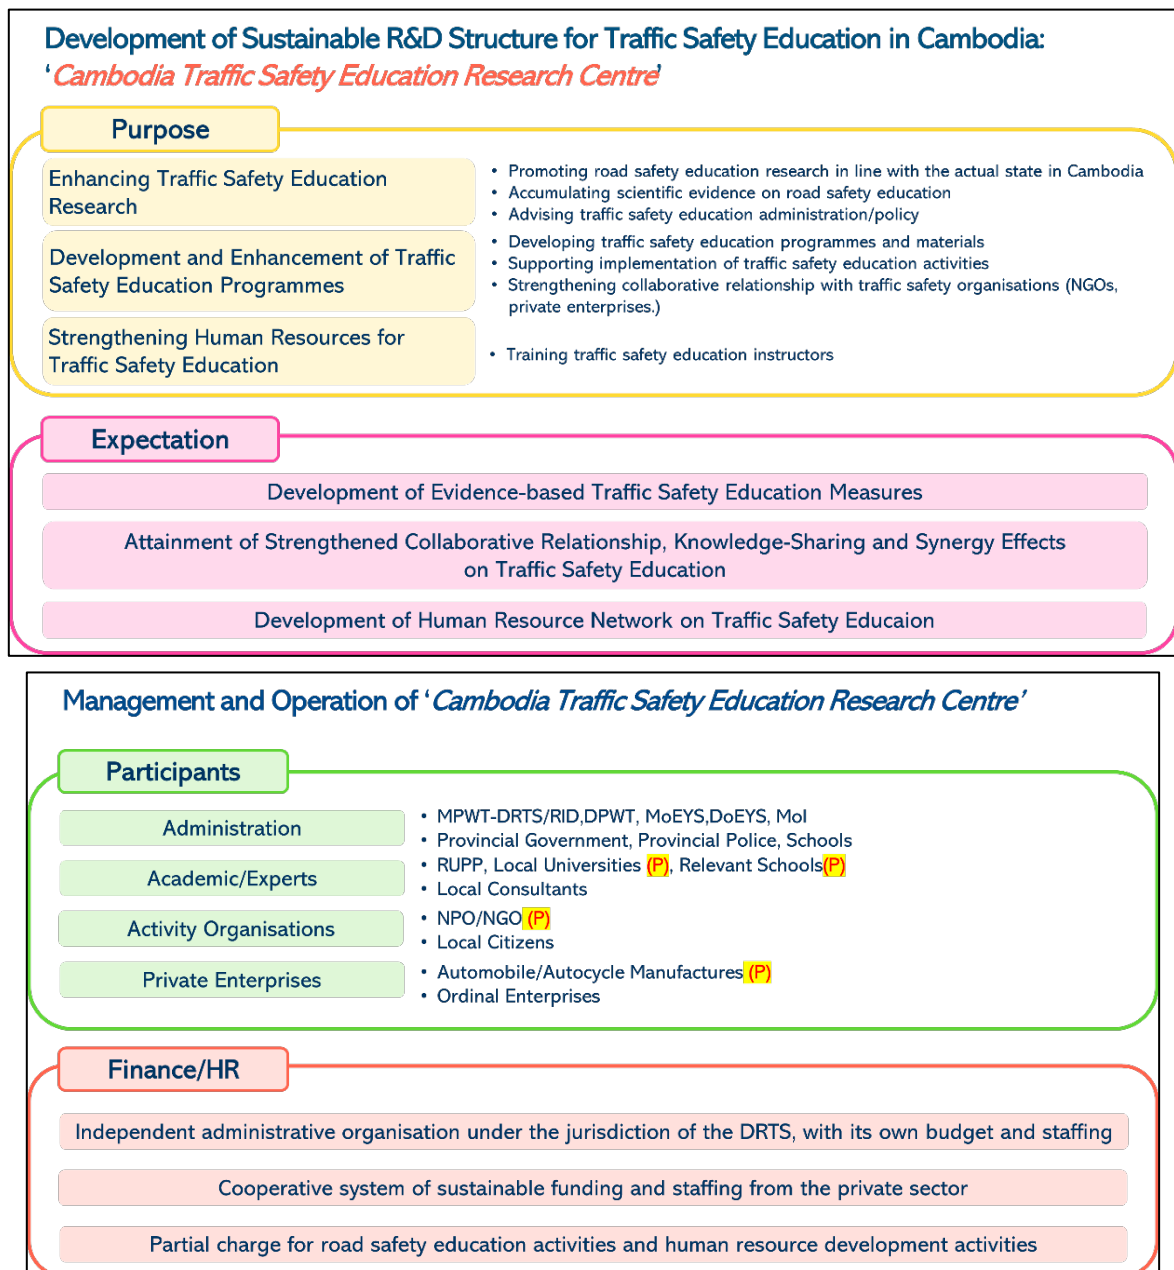 Development of Sustainable R&D Structure for Traffic Safety Education in Cambodia:
‘Cambodia Traffic Safety Education Research Centre’
Purpose
Enhancing Traffic Safety Education
Research
• Promoting road safety education research in line with the actual state in Cambodia
• Accumulating scientific evidence on road safety education
• Advising traffic safety education administration/policy
Development and Enhancement of Traffic
Safety Education Programmes
• Developing traffic safety education programmes and materials
• Supporting implementation of traffic safety education activities
• Strengthening collaborative relationship with traffic safety organisations (NGOs,
private enterprises.)
Strengthening Human Resources for
Traffic Safety Education
• Training traffic safety education instructors
Expectation
Development of Evidence-based Traffic Safety Education Measures
Attainment of Strengthened Collaborative Relationship, Knowledge-Sharing and Synergy Effects
on Traffic Safety Education
Development of Human Resource Network on Traffic Safety Educaion
Management and Operation of ‘Cambodia Traffic Safety Education Research Centre’
Participants
Administration
• MPWT-DRTS/RID,DPWT, MoEYS,DoEYS, MoI
• Provincial Government, Provincial Police, Schools
Academic/Experts
• RUPP, Local Universities (P), Relevant Schools(P)
• Local Consultants
Activity Organisations
• NPO/NGO (P)
• Local Citizens
Private Enterprises
• Automobile/Autocycle Manufactures (P)
• Ordinal Enterprises
Finance/HR
Independent administrative organisation under the jurisdiction of the DRTS, with its own budget and staffing
Cooperative system of sustainable funding and staffing from the private sector
Partial charge for road safety education activities and human resource development activities